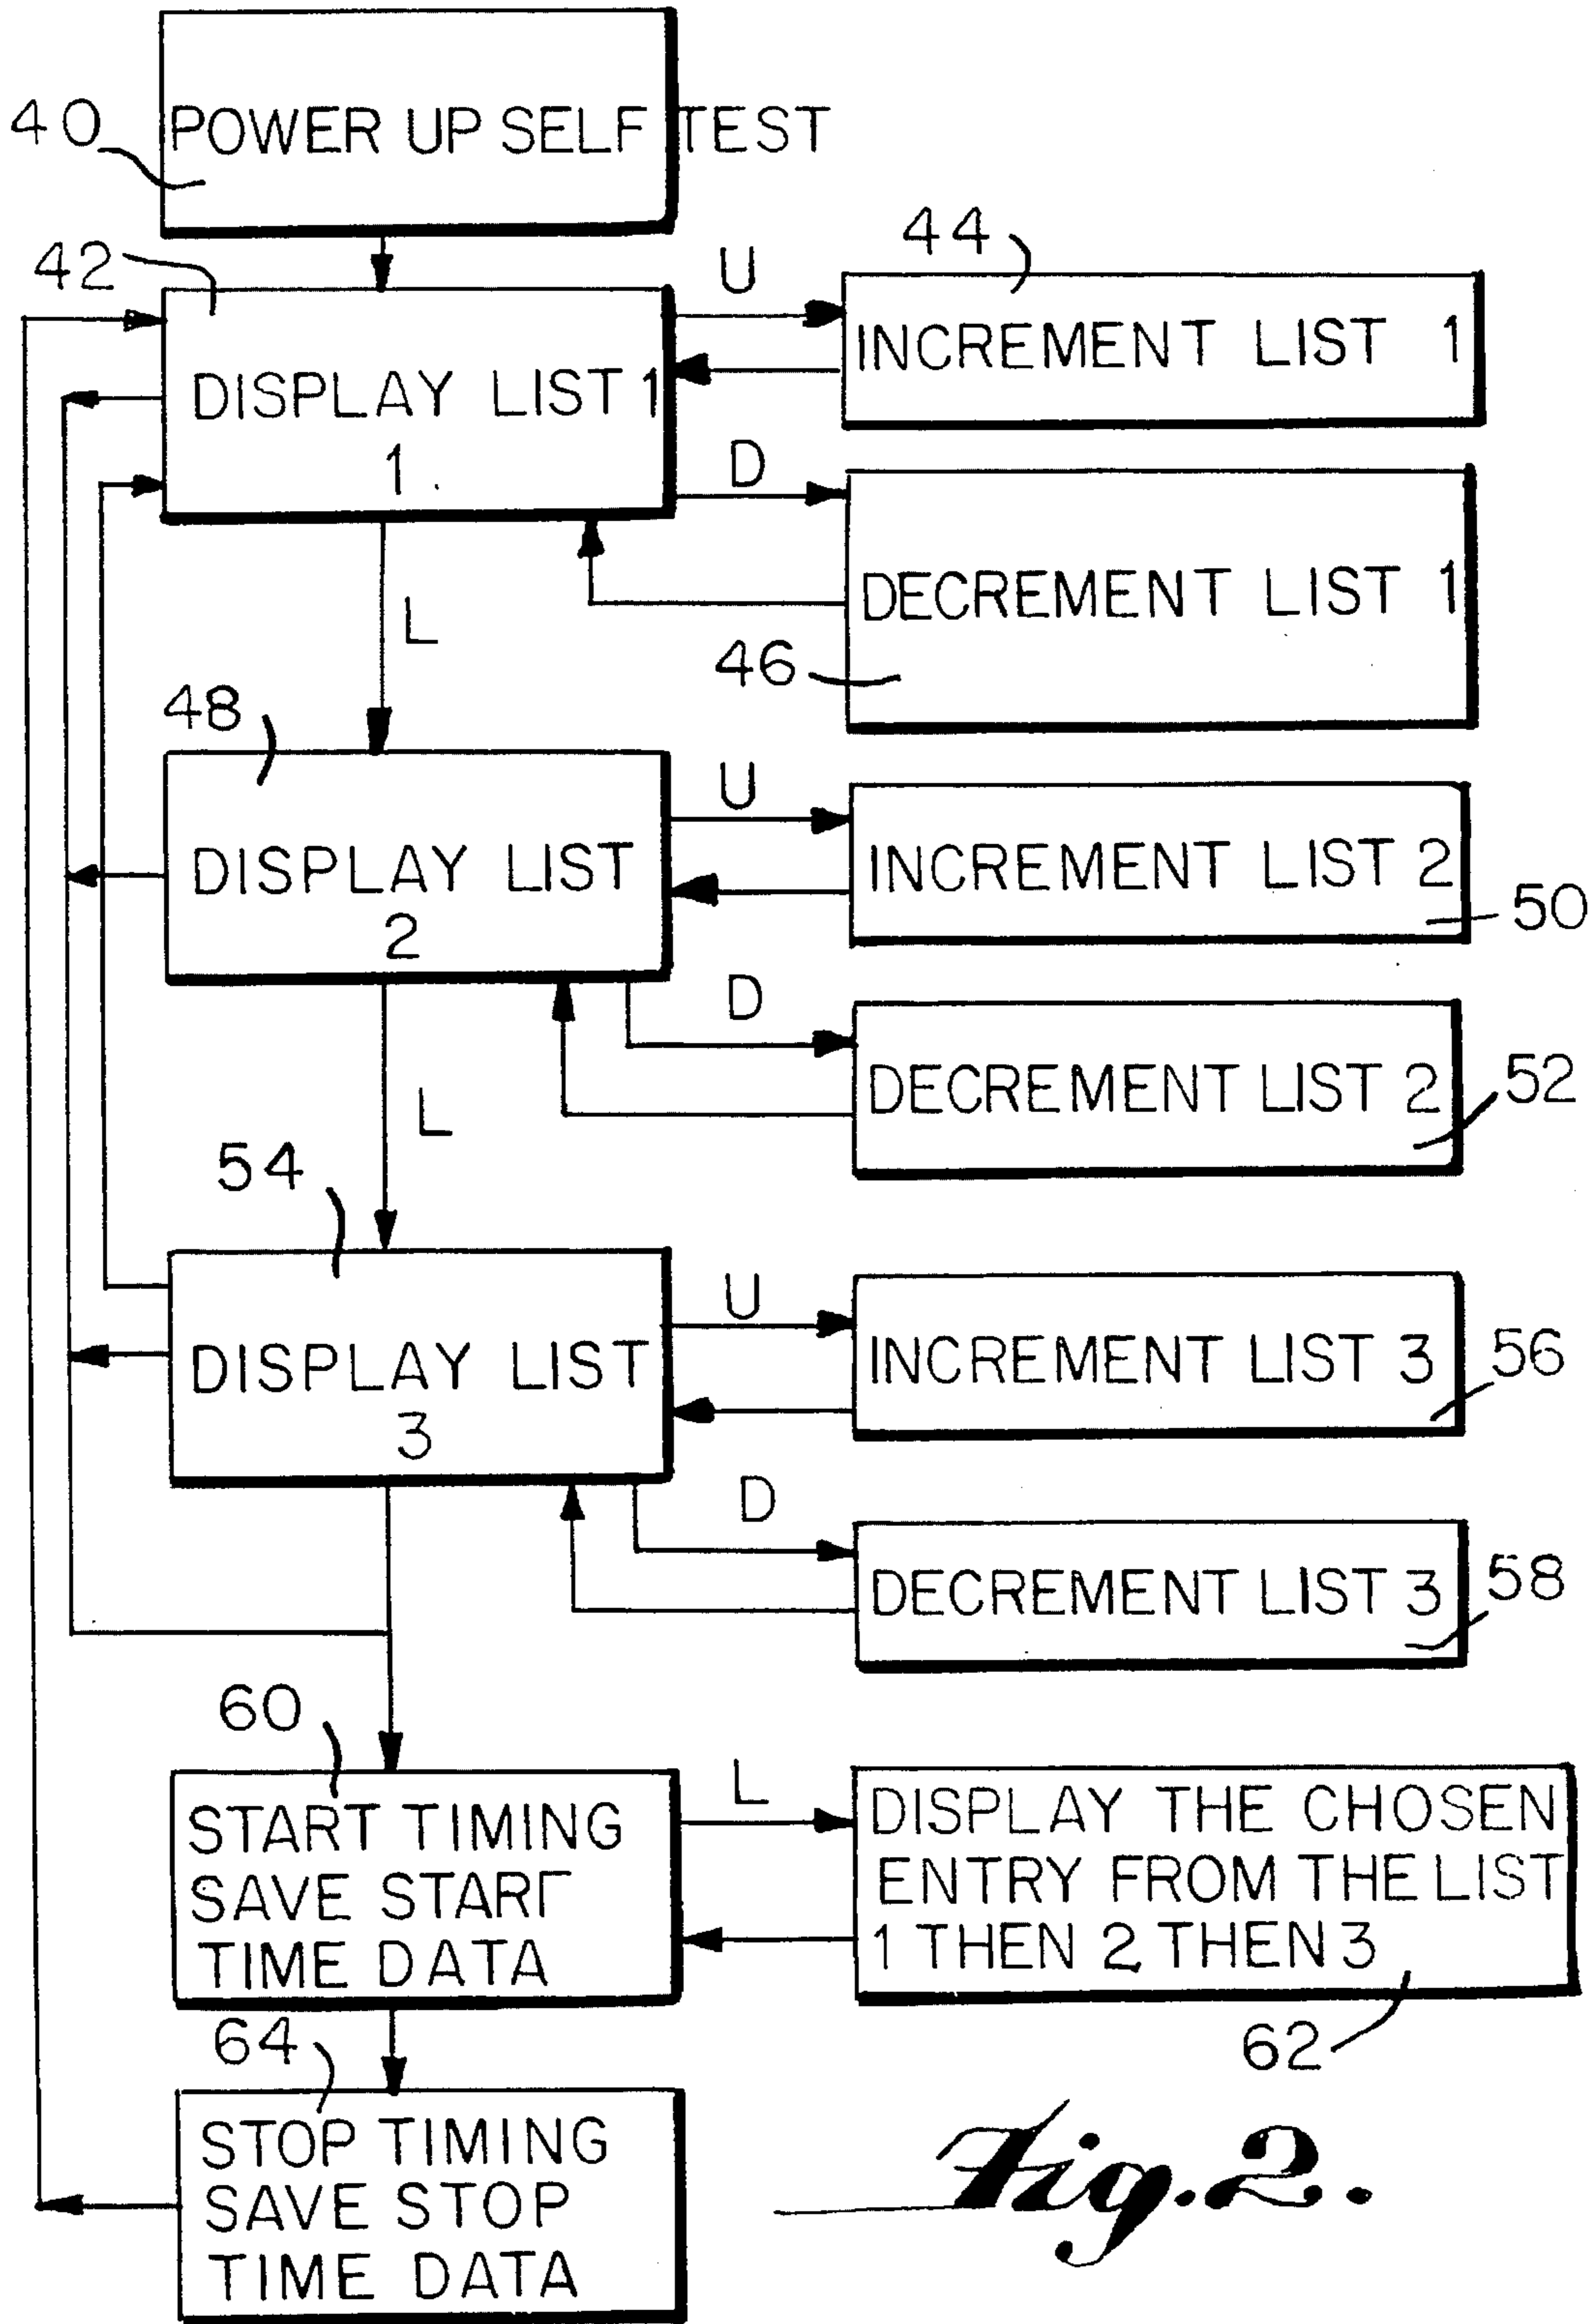 POWER UP SELF TEST
40
42
44
U
INCREMENT LIST 1
DISPLAY LIST 1
1
D
DECREMENT LIST 1
L
46
48
U
DISPLAY LIST
2
INCREMENT LIST 2
50
D
DECREMENT LIST 2
52
L
54
U
DISPLAY LIST
3
INCREMENT LIST 3
56
D
DECREMENT LIST 3
58
60
START TIMING
SAVE START
TIME DATA
L
DISPLAY THE CHOSEN
ENTRY FROM THE LIST
1 THEN 2 THEN 3
62
64
STOP TIMING
SAVE STOP
TIME DATA
Fig. 2.